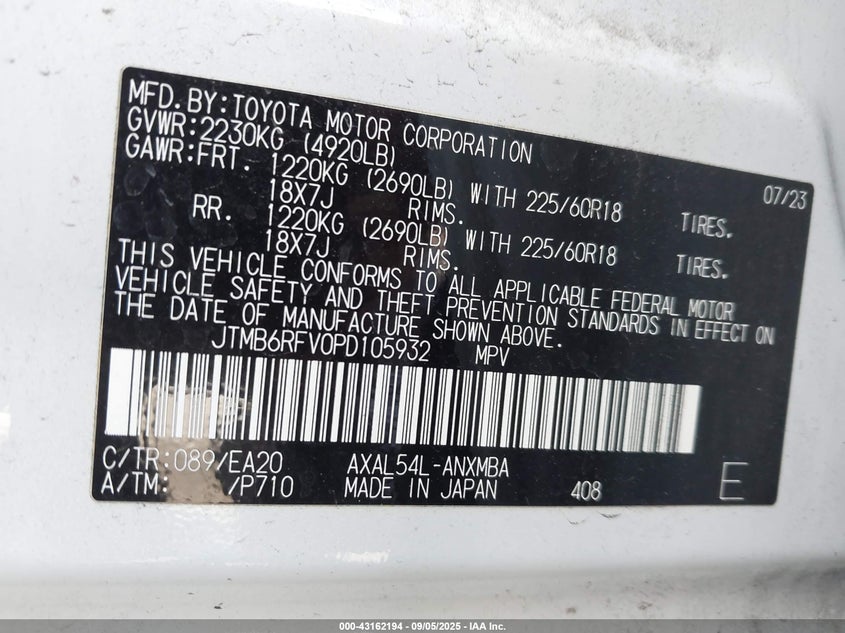 MFD.BY:TOYOTA MOTOR CORPORATION 07/23
GVWR:2230KG (4920LB)
GAWR:FRT. 1220KG (2690LB) WITH 225/60R18 TIRES.
18X7J RIMS.
RR. 1220KG (2690LB) WITH 225/60R18 TIRES.
18X7J RIMS.
THIS VEHICLE CONFORMS TO ALL APPLICABLE FEDERAL MOTOR
VEHICLE SAFETY AND THEFT PREVENTION STANDARDS IN EFFECT ON
THE DATE OF MANUFACTURE SHOWN ABOVE.
JTMB6RFV0PD105932 MPV
C/TR:089/EA20 AXAL54L-ANXMBA
A/TM: /P710 MADE IN JAPAN 408 E
000-43162194 - 09/05/2025 - IAA Inc.